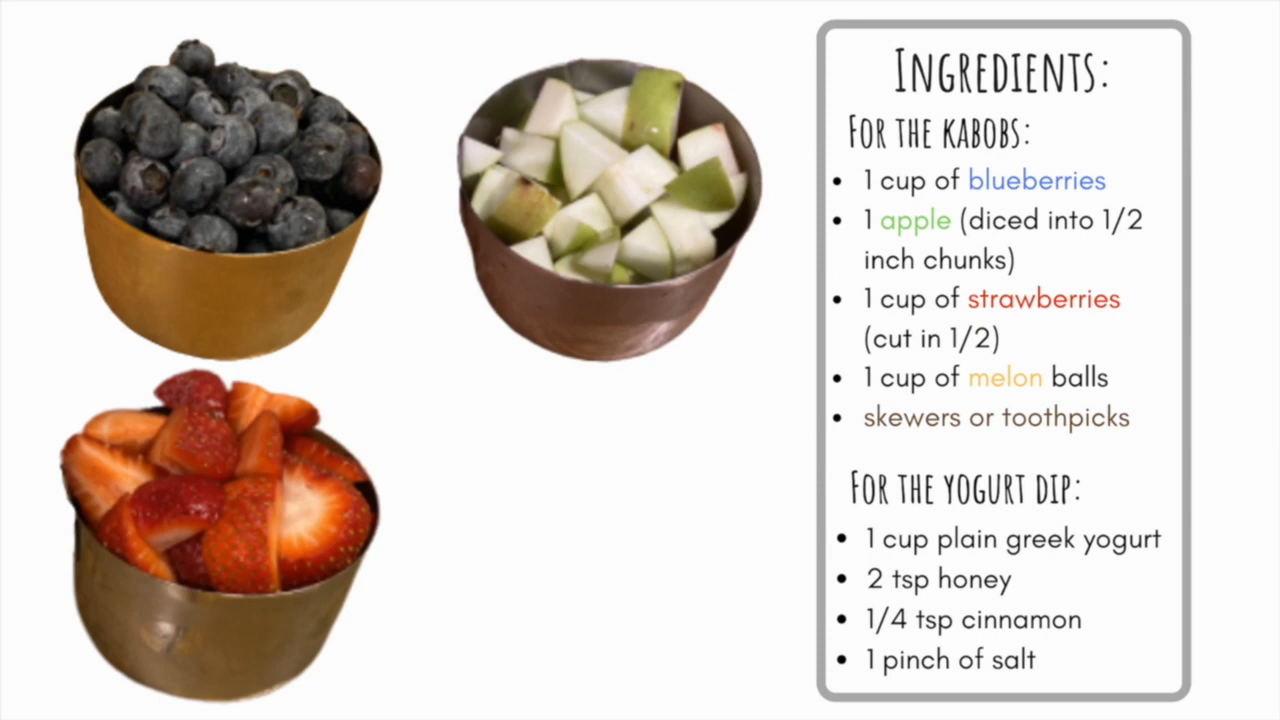 INGREDIENTS:
FOR THE KABOBS:
• 1 cup of blueberries
• 1 apple (diced into 1/2
inch chunks)
• 1 cup of strawberries
(cut in 1/2)
• 1 cup of melon balls
• skewers or toothpicks
FOR THE YOGURT DIP:
• 1 cup plain greek yogurt
• 2 tsp honey
• 1/4 tsp cinnamon
• 1 pinch of salt